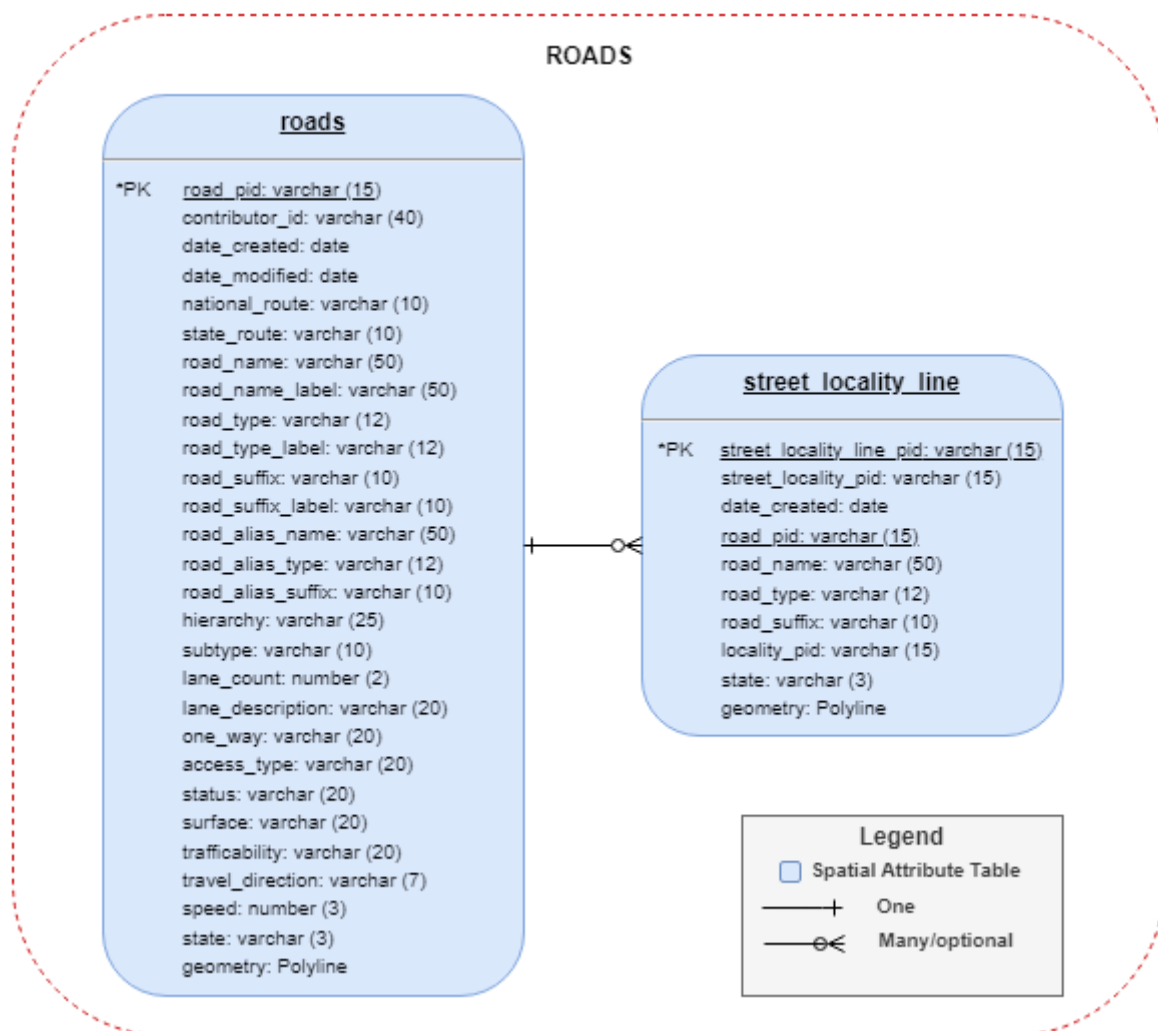 ROADS
roads
*PK road_pid: varchar (15)
contributor_id: varchar (40)
date_created: date
date_modified: date
national_route: varchar (10)
state_route: varchar (10)
road_name: varchar (50)
road_name_label: varchar (50)
road_type: varchar (12)
road_type_label: varchar (12)
road_suffix: varchar (10)
road_suffix_label: varchar (10)
road_alias_name: varchar (50)
road_alias_type: varchar (12)
road_alias_suffix: varchar (10)
hierarchy: varchar (25)
subtype: varchar (10)
lane_count: number (2)
lane_description: varchar (20)
one_way: varchar (20)
access_type: varchar (20)
status: varchar (20)
surface: varchar (20)
trafficability: varchar (20)
travel_direction: varchar (7)
speed: number (3)
state: varchar (3)
geometry: Polyline
street_locality_line
*PK street_locality_line_pid: varchar (15)
street_locality_pid: varchar (15)
date_created: date
road_pid: varchar (15)
road_name: varchar (50)
road_type: varchar (12)
road_suffix: varchar (10)
locality_pid: varchar (15)
state: varchar (3)
geometry: Polyline
Legend
Spatial Attribute Table
One
Many/optional